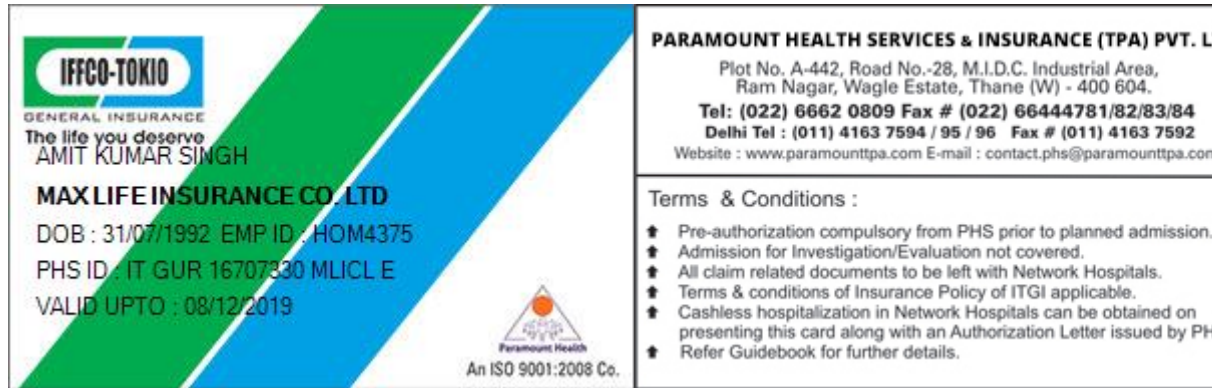 IFFCO-TOKIO
GENERAL INSURANCE
The life you deserve
AMIT KUMAR SINGH
MAX LIFE INSURANCE CO. LTD
DOB : 31/07/1992 EMP ID : HOM4375
PHS ID : IT GUR 16707330 MLICL E
VALID UPTO : 08/12/2019
Paramount Health
An ISO 9001:2008 Co.
PARAMOUNT HEALTH SERVICES & INSURANCE (TPA) PVT. L
Plot No. A-442, Road No.-28, M.I.D.C. Industrial Area,
Ram Nagar, Wagle Estate, Thane (W) - 400 604.
Tel: (022) 6662 0809 Fax # (022) 66444781/82/83/84
Delhi Tel : (011) 4163 7594 / 95 / 96 Fax # (011) 4163 7592
Website : www.paramounttpa.com E-mail : contact.phs@paramounttpa.com
Terms & Conditions :
Pre-authorization compulsory from PHS prior to planned admission.
Admission for Investigation/Evaluation not covered.
All claim related documents to be left with Network Hospitals.
Terms & conditions of Insurance Policy of ITGI applicable.
Cashless hospitalization in Network Hospitals can be obtained on
presenting this card along with an Authorization Letter issued by PH
Refer Guidebook for further details.